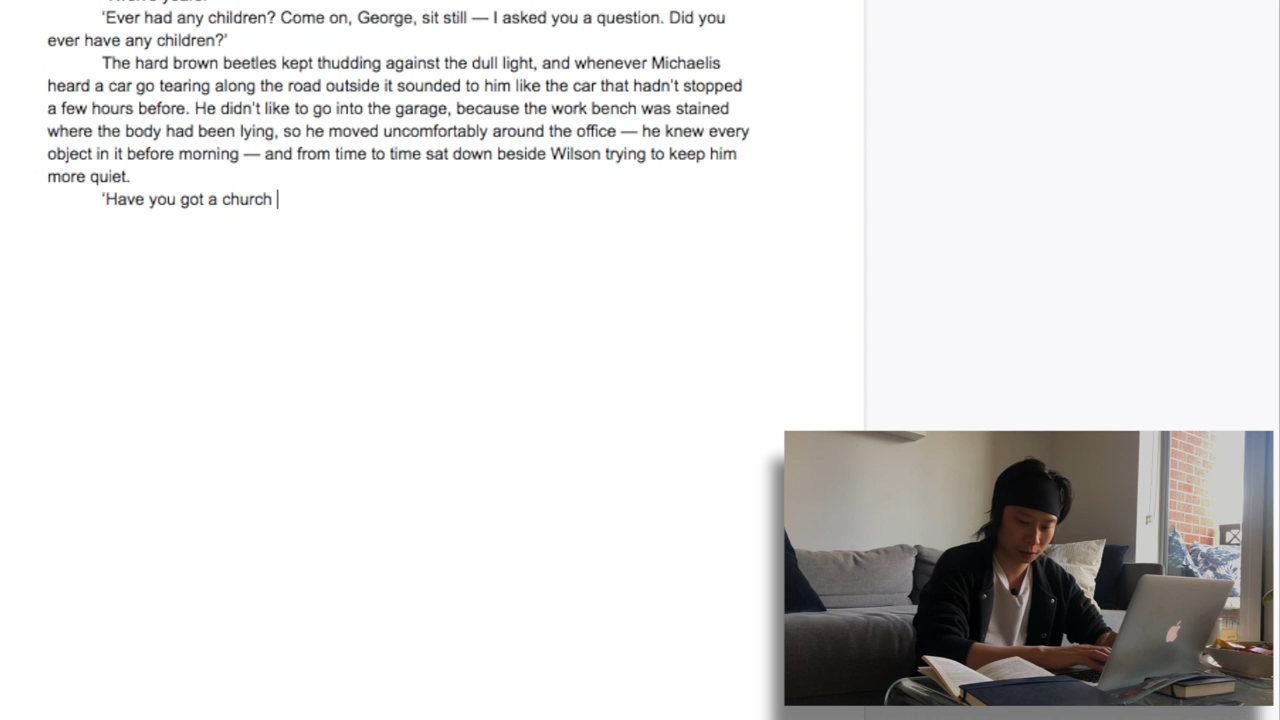 'Ever had any children? Come on, George, sit still — I asked you a question. Did you
ever have any children?'
The hard brown beetles kept thudding against the dull light, and whenever Michaelis
heard a car go tearing along the road outside it sounded to him like the car that hadn't stopped
a few hours before. He didn't like to go into the garage, because the work bench was stained
where the body had been lying, so he moved uncomfortably around the office — he knew every
object in it before morning — and from time to time sat down beside Wilson trying to keep him
more quiet.
'Have you got a church